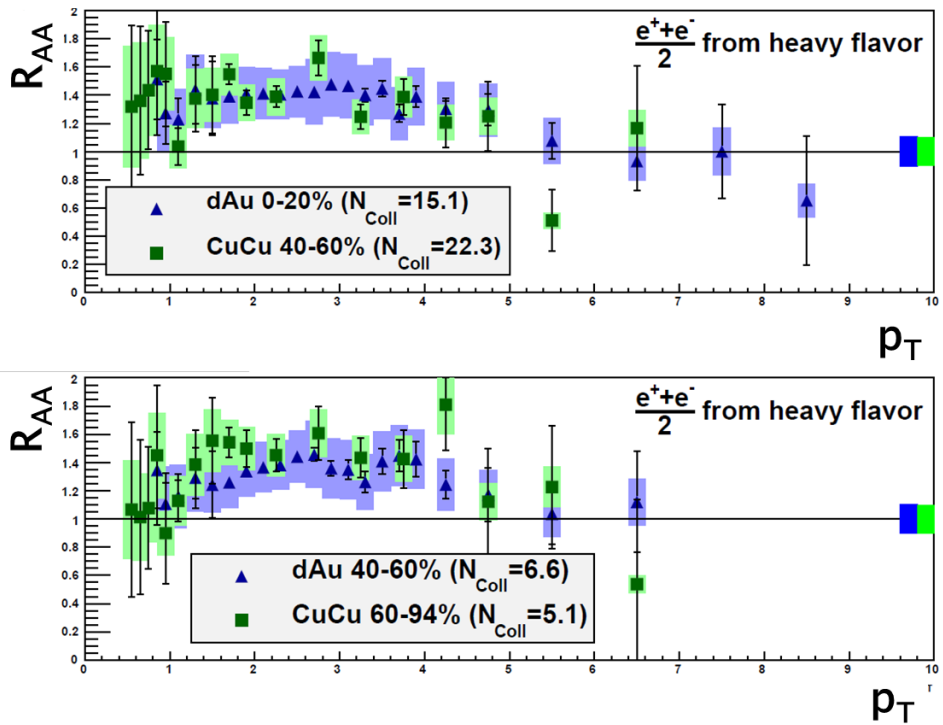 R_AA
2
1.8
1.6
1.4
1.2
1
0.8
0.6
0.4
0.2
0
e⁺+e⁻
2
from heavy flavor
dAu 0-20% (N_Coll=15.1)
CuCu 40-60% (N_Coll=22.3)
0 1 2 3 4 5 6 7 8 9 10
p_T
R_AA
2
1.8
1.6
1.4
1.2
1
0.8
0.6
0.4
0.2
0
e⁺+e⁻
2
from heavy flavor
dAu 40-60% (N_Coll=6.6)
CuCu 60-94% (N_Coll=5.1)
0 1 2 3 4 5 6 7 8 9 10
p_T